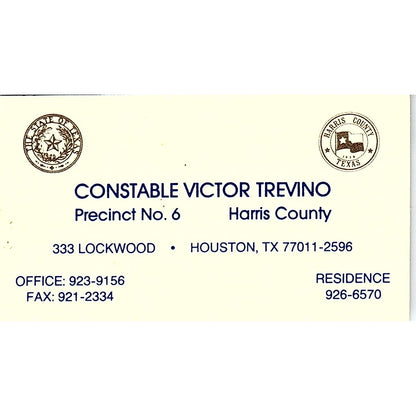 THE STATE OF TEXAS
HARRIS COUNTY
1836
TEXAS
CONSTABLE VICTOR TREVINO
Precinct No. 6 Harris County
333 LOCKWOOD • HOUSTON, TX 77011-2596
OFFICE: 923-9156 RESIDENCE
FAX: 921-2334 926-6570